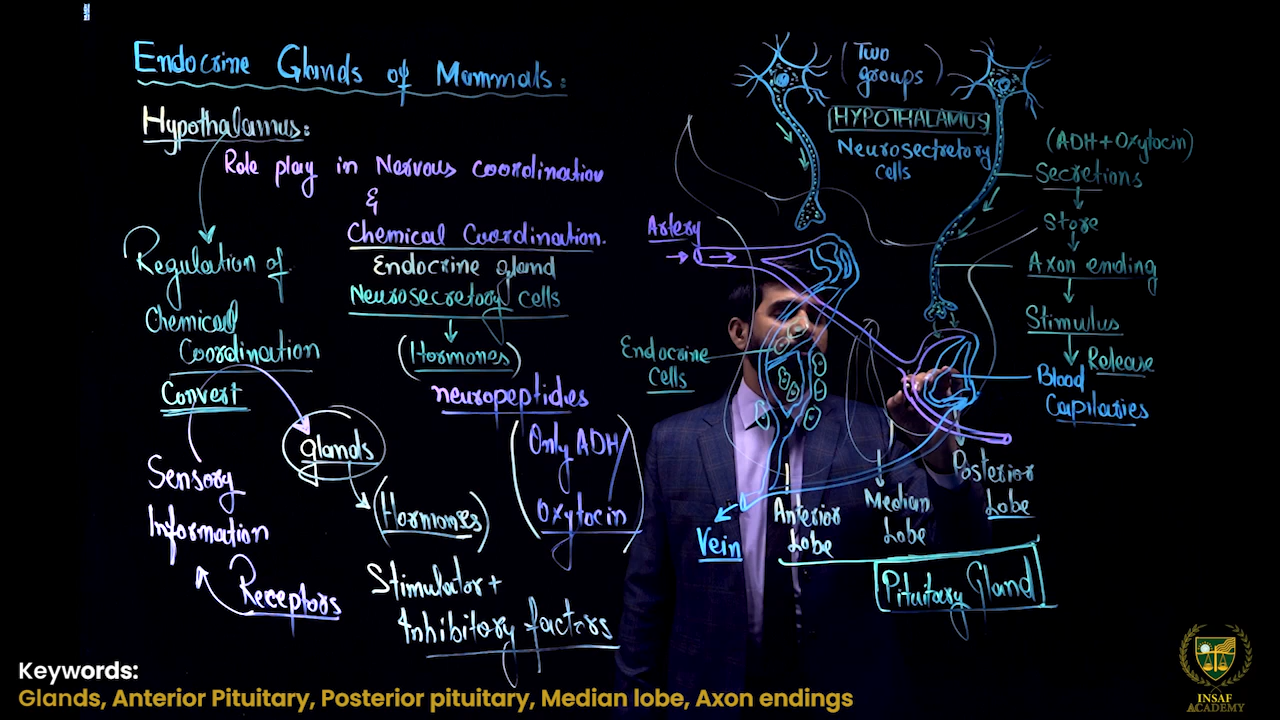 Endocrine Glands of Mammals:
Hypothalamus:
Role play in Nervous coordination
&
Chemical Coordination.
Endocrine gland
Neurosecretory cells
(Hormones)
neuropeptides
(Only ADH/
Oxytocin)
Regulation of
Chemical
Coordination
Convert
Sensory
Information
Receptors
glands
(Hormones)
Stimulator +
Inhibitory factors
(Two
groups)
HYPOTHALAMUS
Neurosectretory
cells
Artery
Endocrine
Cells
Vein
Anterior
Lobe
Median
Lobe
Posterior
Lobe
Pituitary Gland
(ADH + Oxytocin)
Secretions
Store
Axon ending
Stimulus
Release
Blood
Capilaries
Keywords:
Glands, Anterior Pituitary, Posterior pituitary, Median lobe, Axon endings
INSAF
ACADEMY